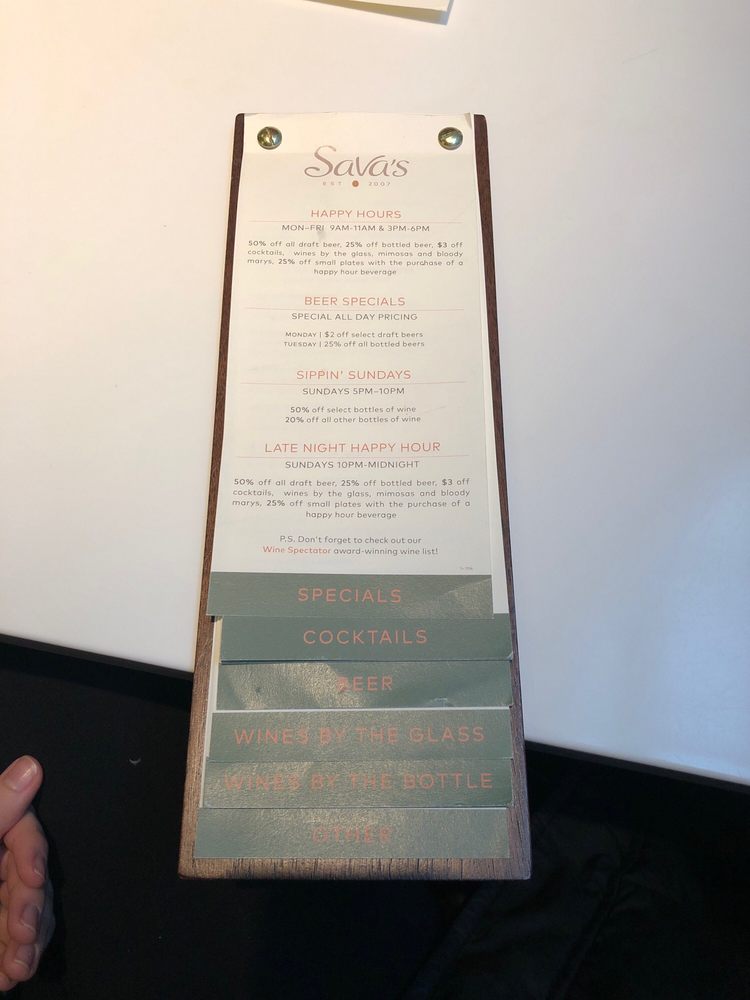 Sava's
EST 2007
HAPPY HOURS
MON-FRI 9AM-11AM & 3PM-6PM
50% off all draft beer, 25% off bottled beer, $3 off
cocktails, wines by the glass, mimosas and bloody
marys, 25% off small plates with the purchase of a
happy hour beverage
BEER SPECIALS
SPECIAL ALL DAY PRICING
MONDAY | $2 off select draft beers
TUESDAY | 25% off all bottled beers
SIPPIN' SUNDAYS
SUNDAYS 5PM-10PM
50% off select bottles of wine
20% off all other bottles of wine
LATE NIGHT HAPPY HOUR
SUNDAYS 10PM-MIDNIGHT
50% off all draft beer, 25% off bottled beer, $3 off
cocktails, wines by the glass, mimosas and bloody
marys, 25% off small plates with the purchase of a
happy hour beverage
P.S. Don't forget to check out our
Wine Spectator award-winning wine list!
SPECIALS
COCKTAILS
BEER
WINES BY THE GLASS
WINES BY THE BOTTLE
OTHER